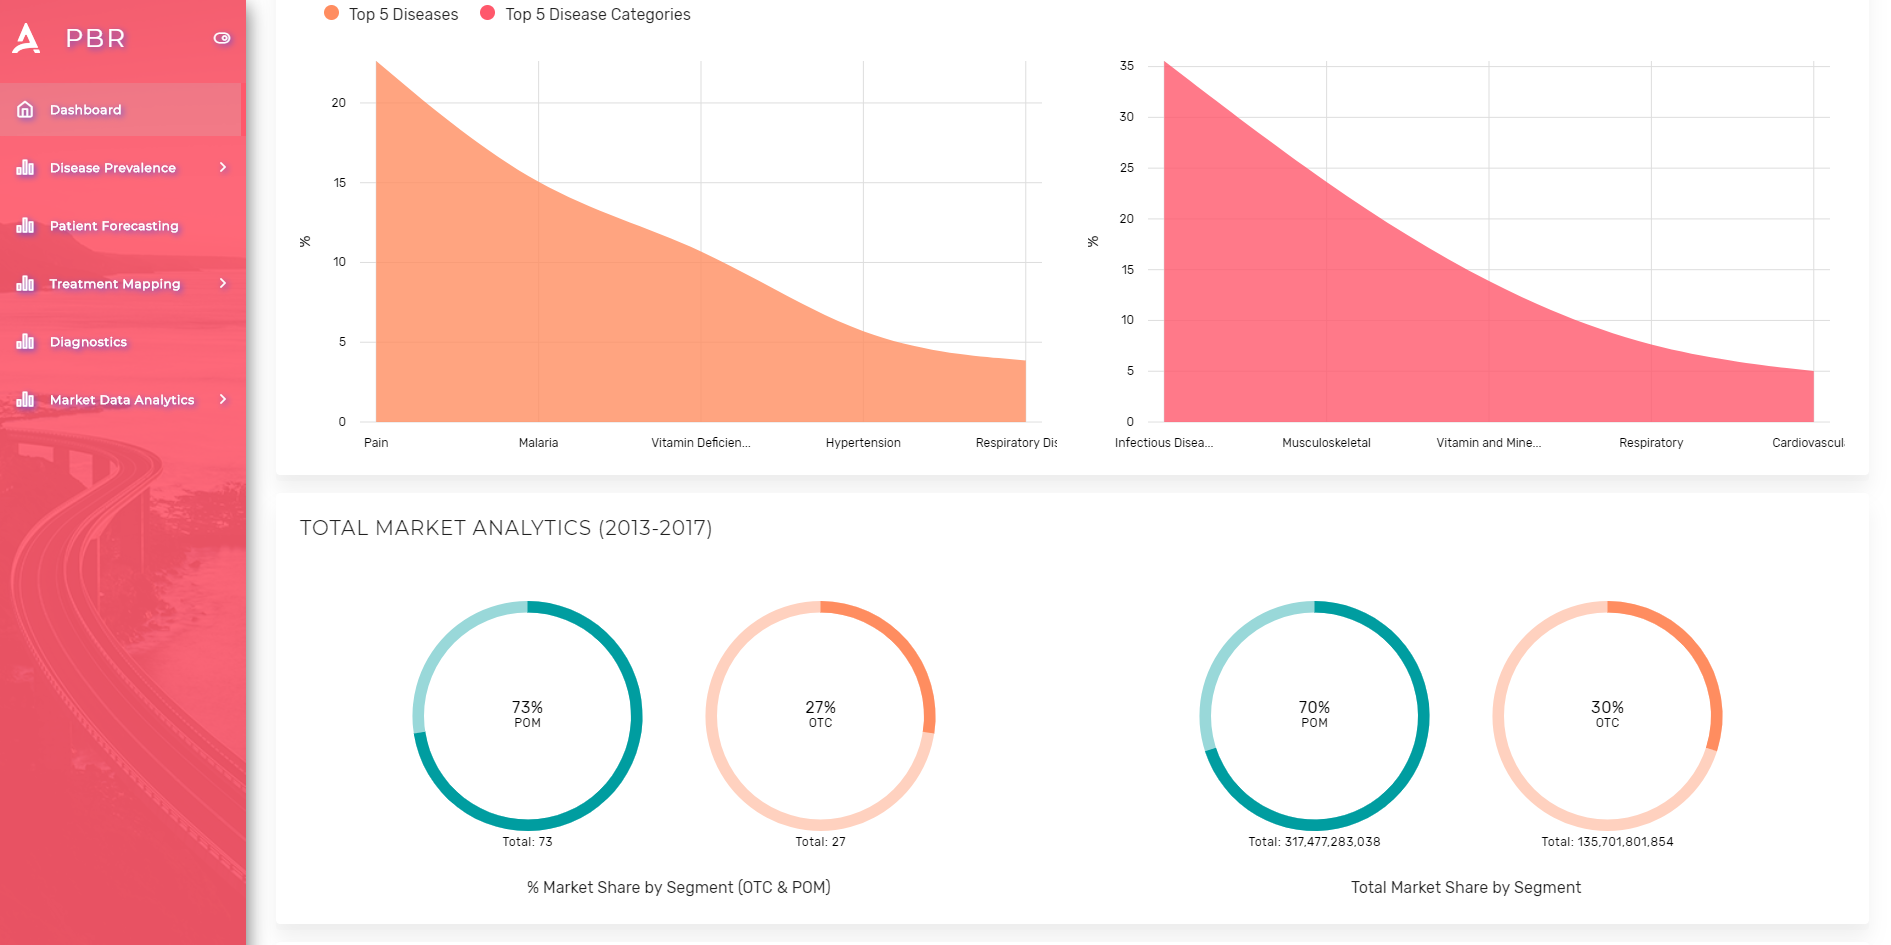 PBR
Dashboard
Disease Prevalence
Patient Forecasting
Treatment Mapping
Diagnostics
Market Data Analytics
Top 5 Diseases
Top 5 Disease Categories
20
15
10
5
0
%
Pain
Malaria
Vitamin Deficien...
Hypertension
Respiratory Dis
35
30
25
20
15
10
5
0
%
Infectious Disea...
Musculoskeletal
Vitamin and Mine...
Respiratory
Cardiovascul
TOTAL MARKET ANALYTICS (2013-2017)
73%
POM
Total: 73
27%
OTC
Total: 27
% Market Share by Segment (OTC & POM)
70%
POM
Total: 317,477,283,038
30%
OTC
Total: 135,701,801,854
Total Market Share by Segment